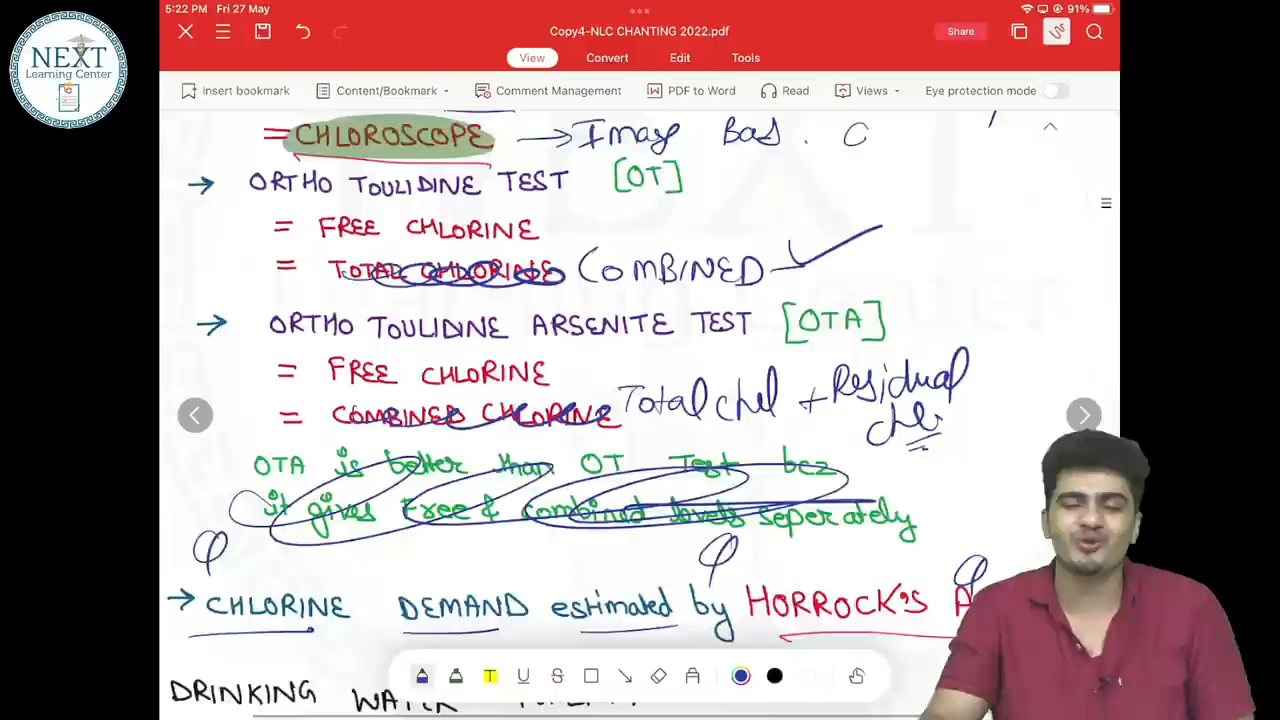 5:22 PM Fri 27 May
91%
NEXT
Learning Center
Copy4-NLC CHANTING 2022.pdf
Share
View Convert Edit Tools
Insert bookmark Content/Bookmark Comment Management PDF to Word Read Views Eye protection mode
= CHLOROSCOPE → Image Bas. C
→ ORTHO TOULIDINE TEST [OT]
= FREE CHLORINE
= TOTAL CHLORINE COMBINED
→ ORTHO TOULIDINE ARSENITE TEST [OTA]
= FREE CHLORINE
= COMBINED CHLORINE Total chel + Residual
OTA is better than OT Test bcz
it gives Free & combined levels seperately
→ CHLORINE DEMAND estimated by HORROCK'S A
DRINKING WATER